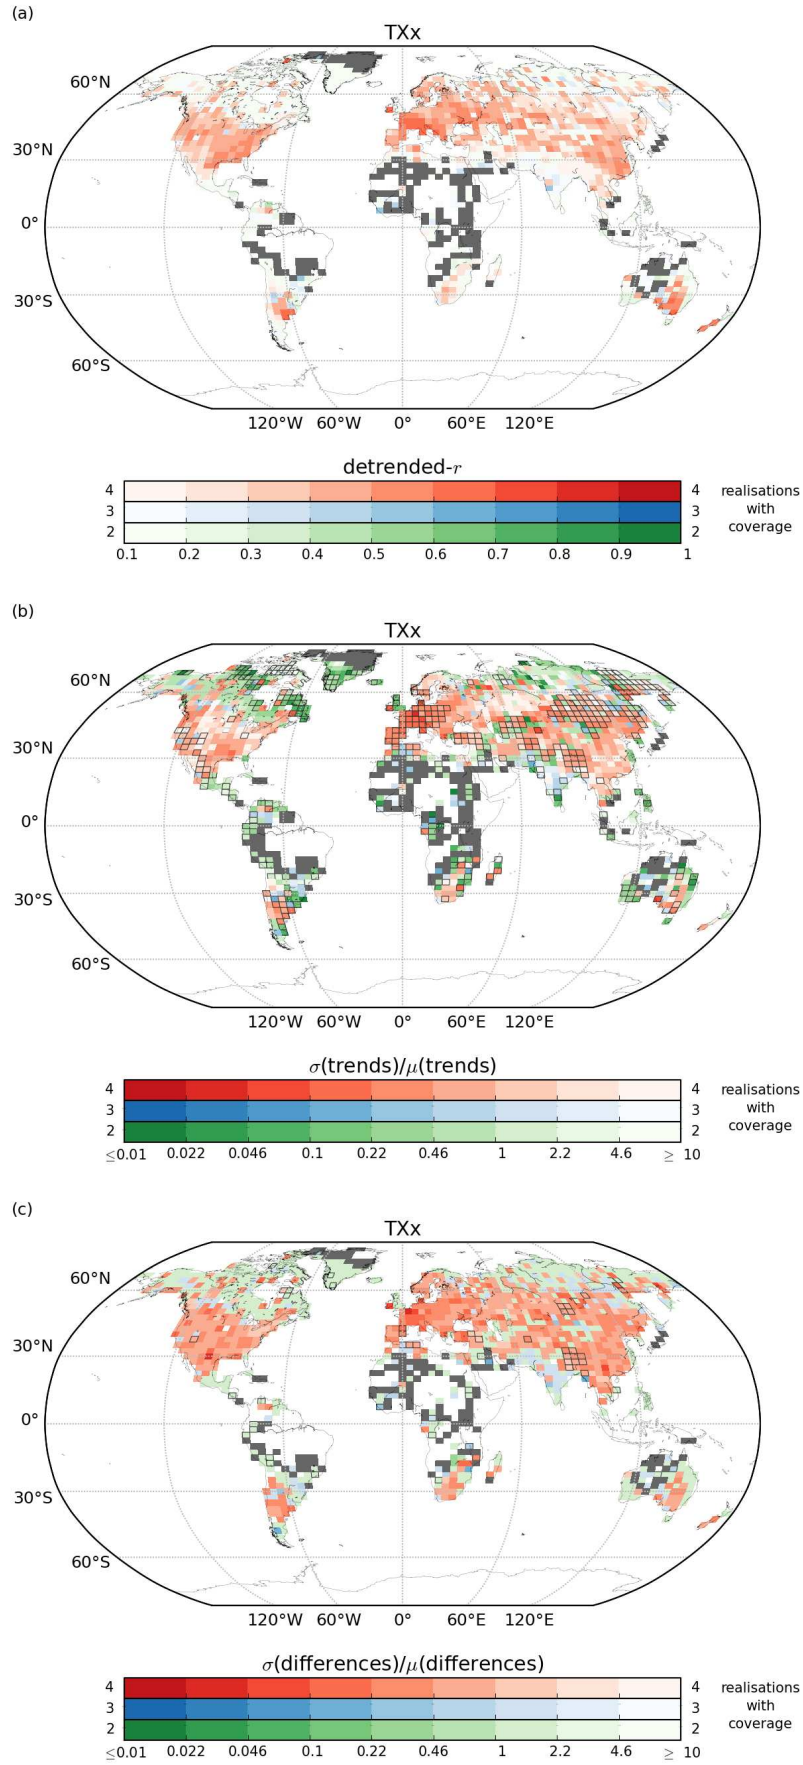 (a)
TXx
60°N
30°N
0°
30°S
60°S
120°W 60°W 0° 60°E 120°E
detrended-r
4 4 realisations
3 3 with
2 2 coverage
0.1 0.2 0.3 0.4 0.5 0.6 0.7 0.8 0.9 1
(b)
TXx
60°N
30°N
0°
30°S
60°S
120°W 60°W 0° 60°E 120°E
σ(trends)/μ(trends)
4 4 realisations
3 3 with
2 2 coverage
≤0.01 0.022 0.046 0.1 0.22 0.46 1 2.2 4.6 ≥ 10
(c)
TXx
60°N
30°N
0°
30°S
60°S
120°W 60°W 0° 60°E 120°E
σ(differences)/μ(differences)
4 4 realisations
3 3 with
2 2 coverage
≤0.01 0.022 0.046 0.1 0.22 0.46 1 2.2 4.6 ≥ 10